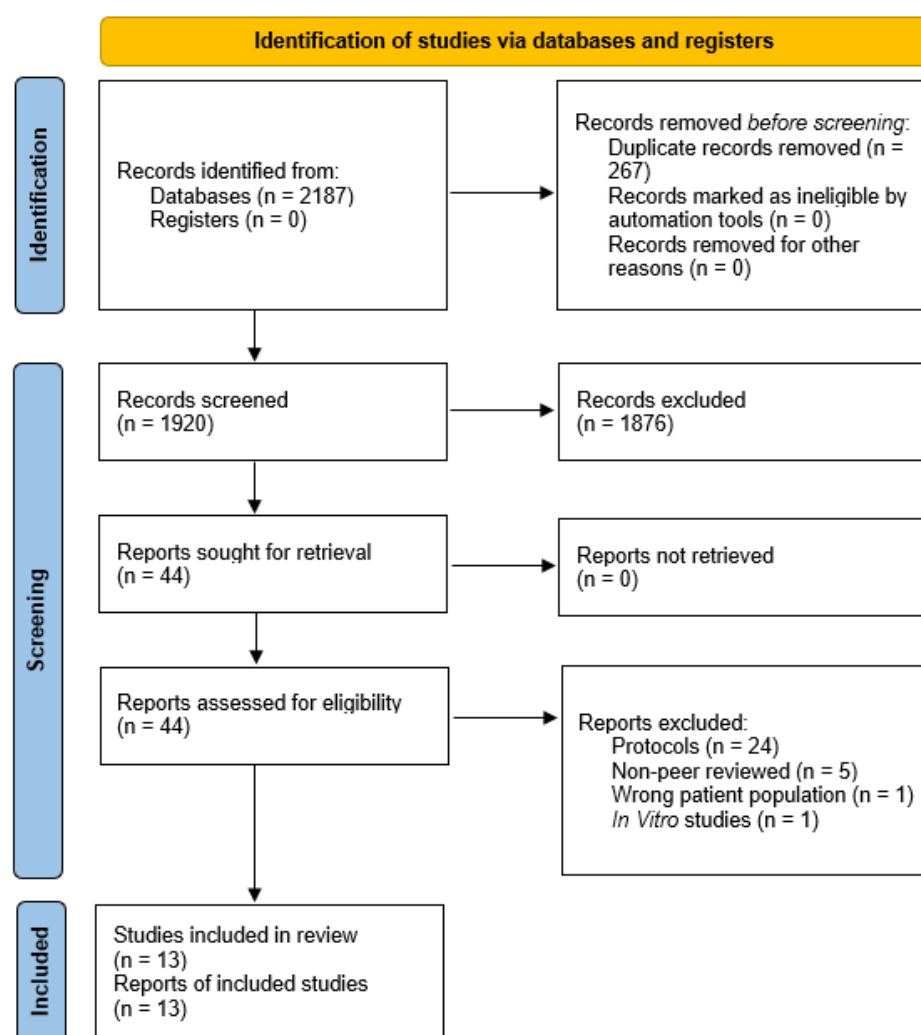 Identification of studies via databases and registers
Identification
Records identified from:
Databases (n = 2187)
Registers (n = 0)
Records removed before screening:
Duplicate records removed (n =
267)
Records marked as ineligible by
automation tools (n = 0)
Records removed for other
reasons (n = 0)
Screening
Records screened
(n = 1920)
Records excluded
(n = 1876)
Reports sought for retrieval
(n = 44)
Reports not retrieved
(n = 0)
Reports assessed for eligibility
(n = 44)
Reports excluded:
Protocols (n = 24)
Non-peer reviewed (n = 5)
Wrong patient population (n = 1)
In Vitro studies (n = 1)
Included
Studies included in review
(n = 13)
Reports of included studies
(n = 13)